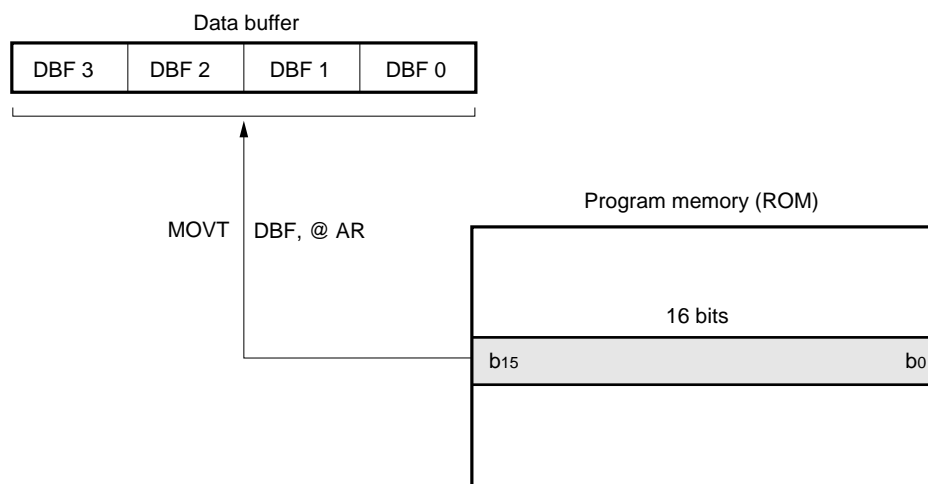 Data buffer
DBF 3 DBF 2 DBF 1 DBF 0
MOVT DBF, @ AR
Program memory (ROM)
16 bits
b15 b0